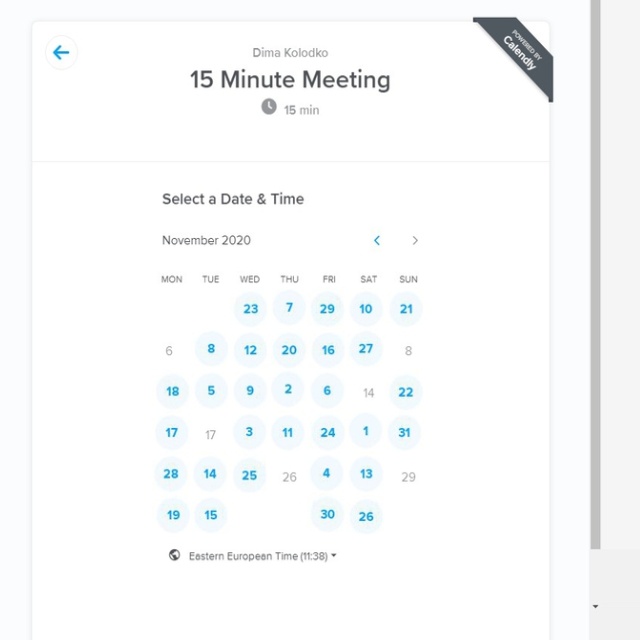 Dima Kolodko
POWERED BY
Calendly
15 Minute Meeting
15 min
Select a Date & Time
November 2020
MON TUE WED THU FRI SAT SUN
23 7 29 10 21
6 8 12 20 16 27 8
18 5 9 2 6 14 22
17 17 3 11 24 1 31
28 14 25 26 4 13 29
19 15 30 26
Eastern European Time (11:38)